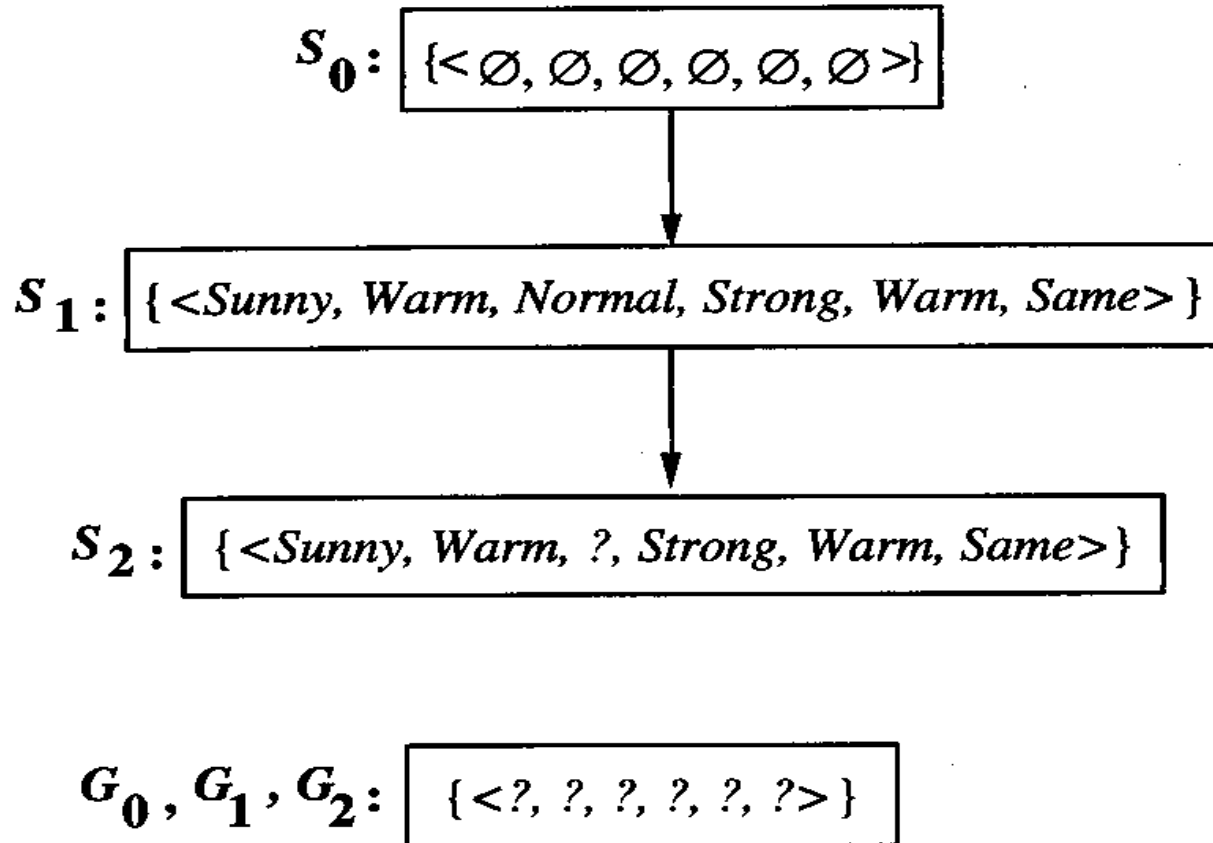 S0: {<∅, ∅, ∅, ∅, ∅, ∅>}
S1: {<Sunny, Warm, Normal, Strong, Warm, Same>}
S2: {<Sunny, Warm, ?, Strong, Warm, Same>}
G0, G1, G2: {<?, ?, ?, ?, ?, ?>}